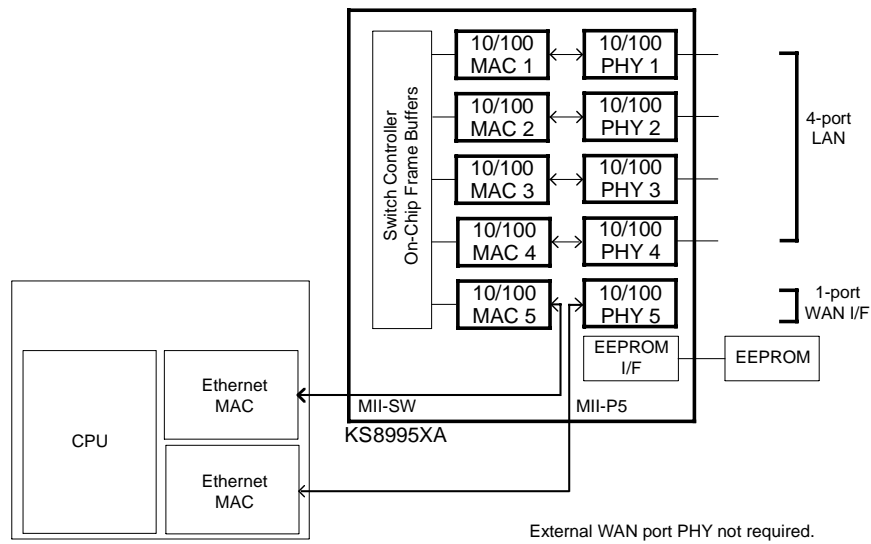 Switch Controller
On-Chip Frame Buffers
10/100
MAC 1
10/100
PHY 1
10/100
MAC 2
10/100
PHY 2
10/100
MAC 3
10/100
PHY 3
10/100
MAC 4
10/100
PHY 4
10/100
MAC 5
10/100
PHY 5
4-port
LAN
1-port
WAN I/F
EEPROM
I/F
EEPROM
MII-SW
MII-P5
KS8995XA
CPU
Ethernet
MAC
Ethernet
MAC
External WAN port PHY not required.